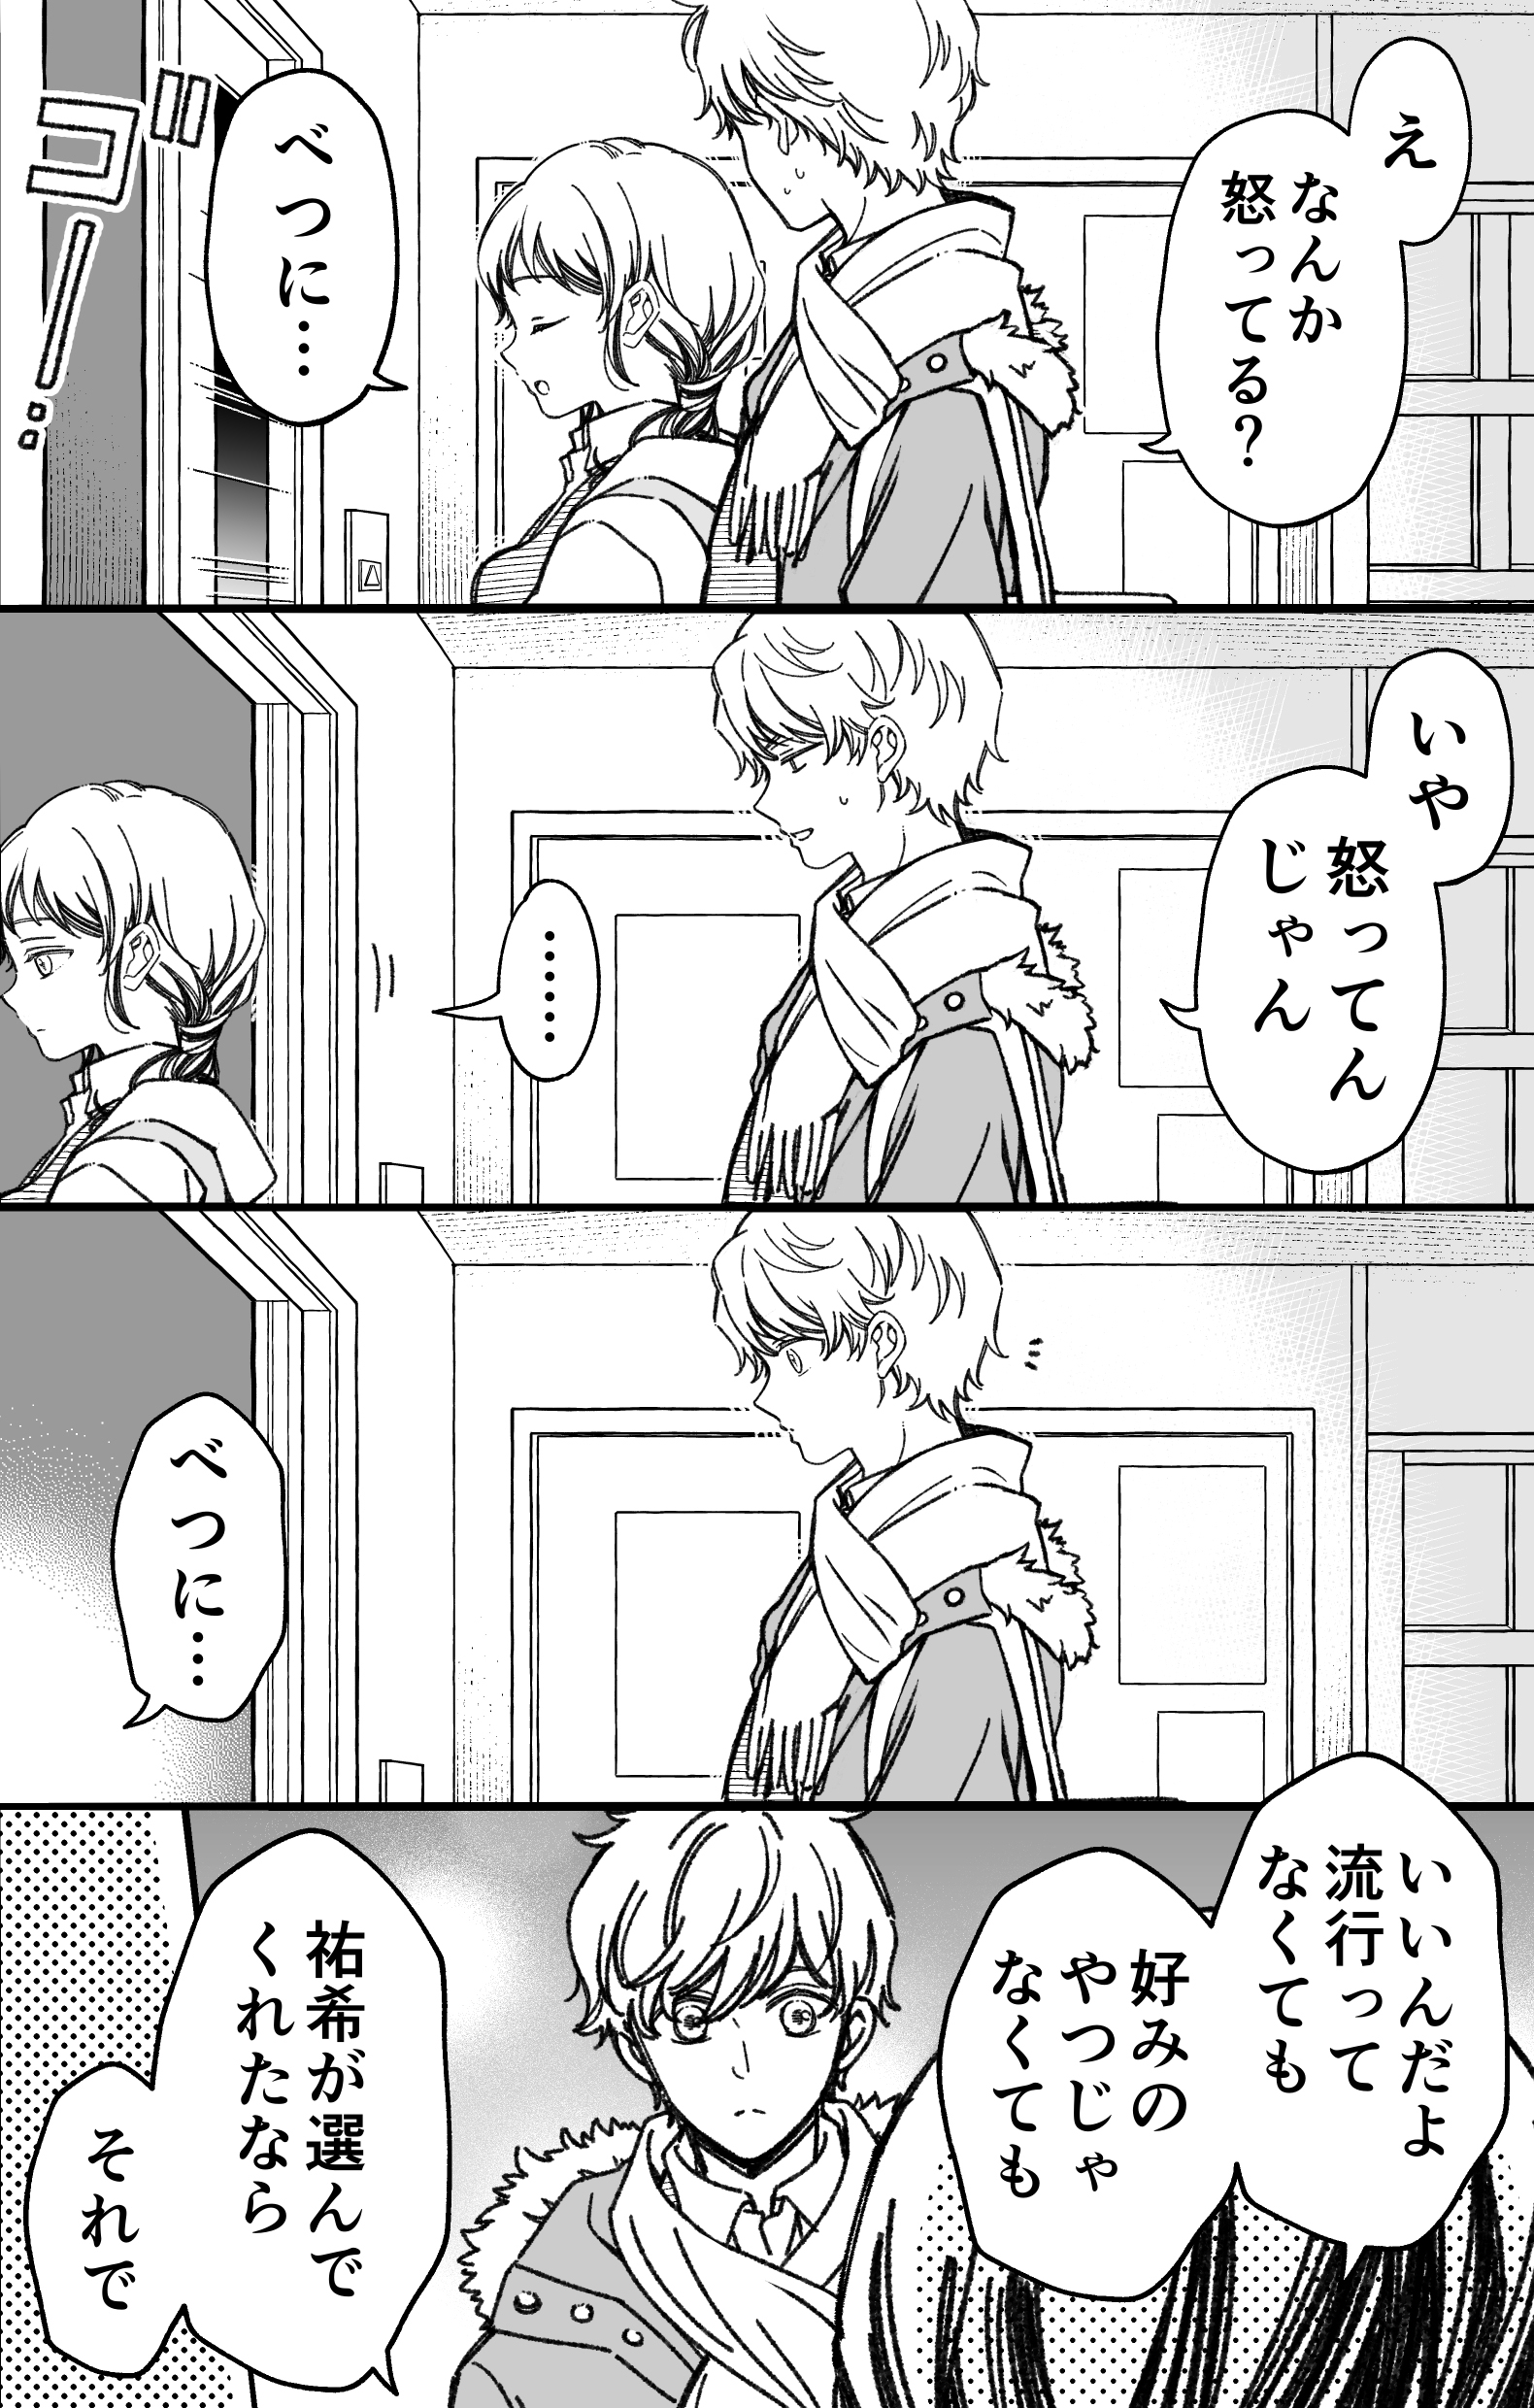 え
なんか
怒ってる?
べつに…
ゴーー…
いや
怒ってん
じゃん
……
べつに…
いいんだよ
流行って
なくても
好みの
やつじゃ
なくても
祐希が選んで
くれたなら
それで